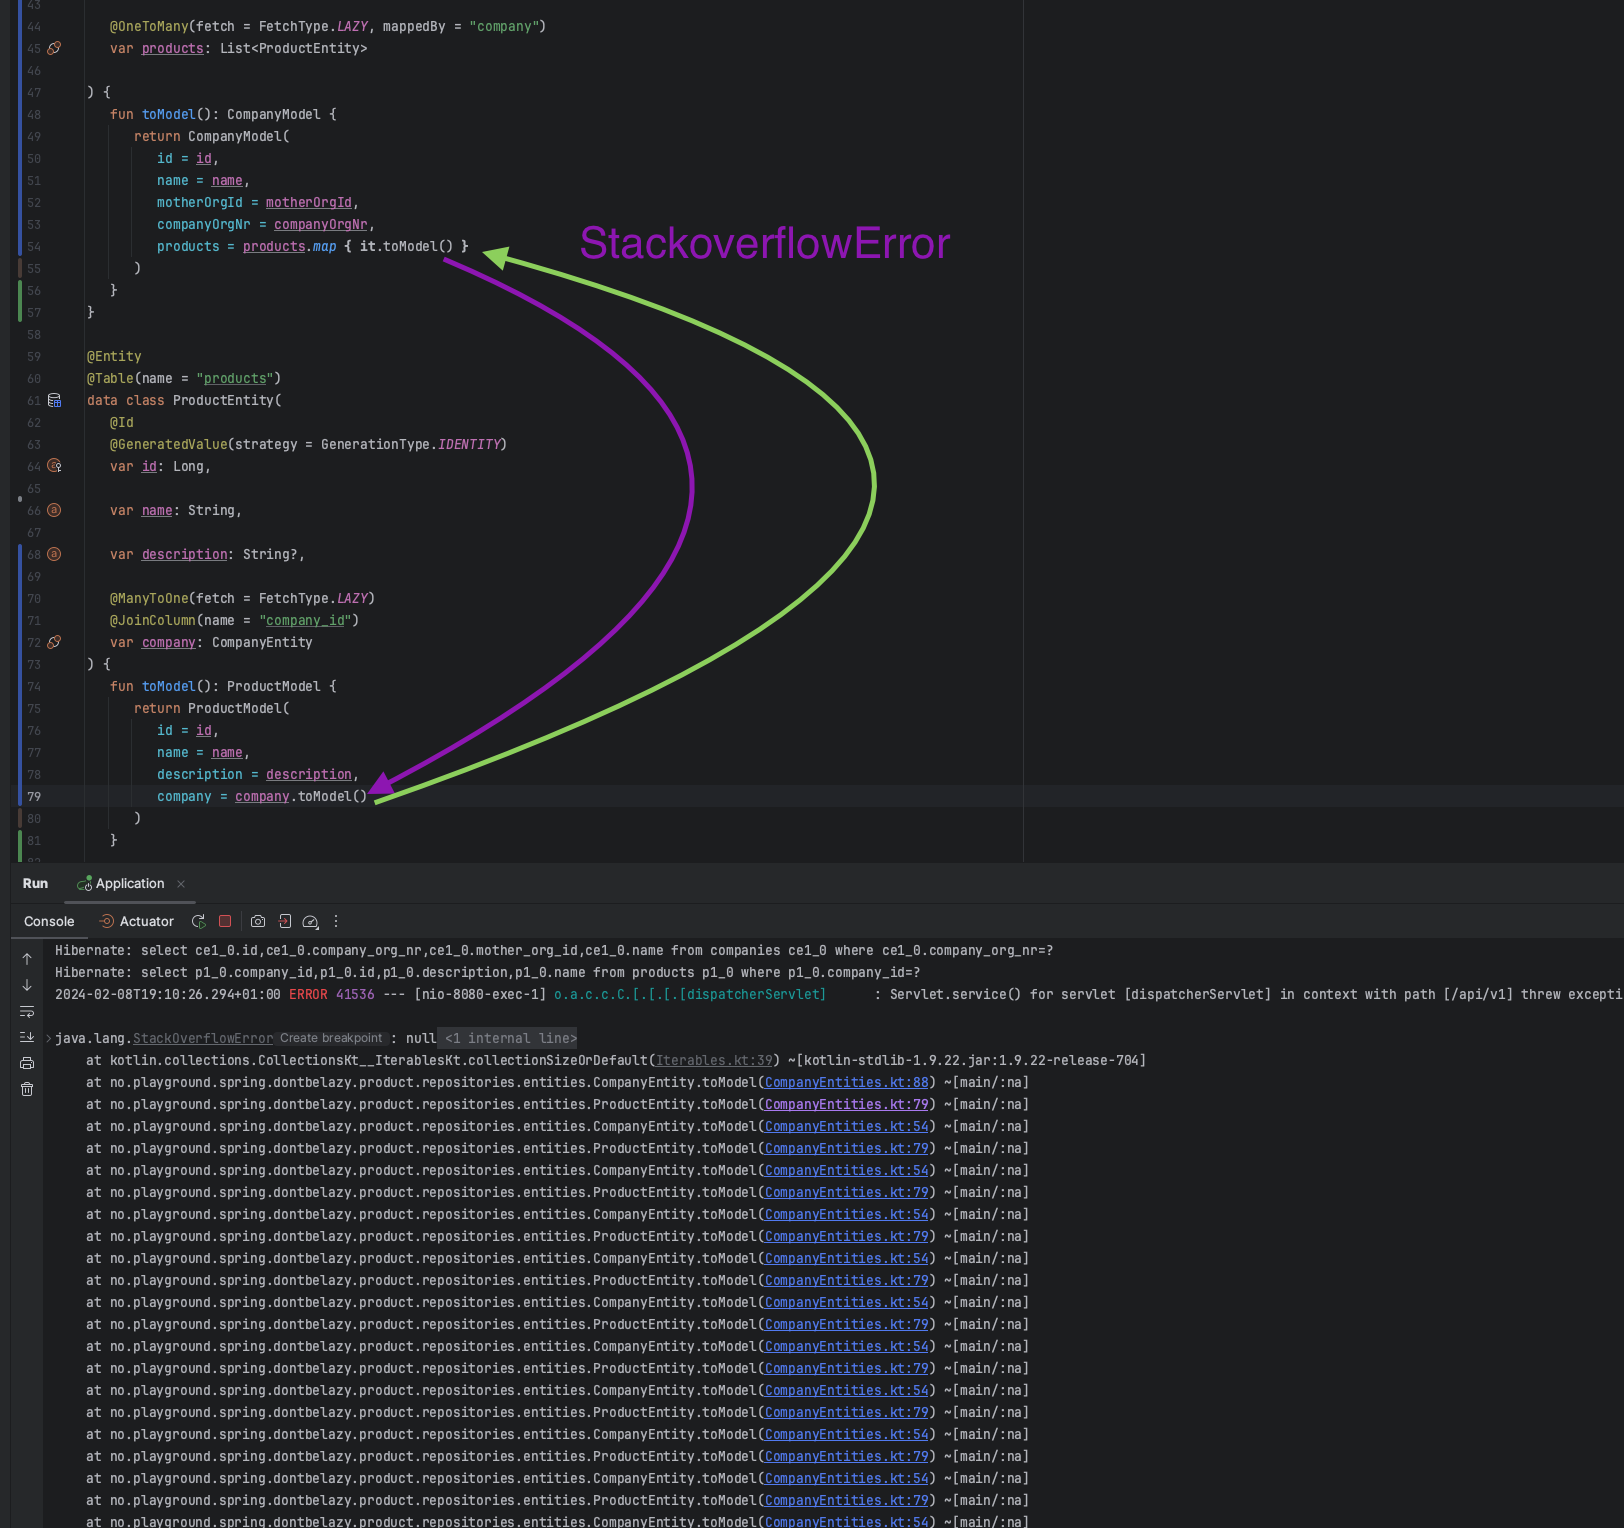 43
44 @OneToMany(fetch = FetchType.LAZY, mappedBy = "company")
45 var products: List<ProductEntity>
46
47 ) {
48 fun toModel(): CompanyModel {
49 return CompanyModel(
50 id = id,
51 name = name,
52 motherOrgId = motherOrgId,
53 companyOrgNr = companyOrgNr,
54 products = products.map { it.toModel() }
StackoverflowError
55 )
56 }
57 }
58
59 @Entity
60 @Table(name = "products")
61 data class ProductEntity(
62 @Id
63 @GeneratedValue(strategy = GenerationType.IDENTITY)
64 var id: Long,
65
66 var name: String,
67
68 var description: String?,
69
70 @ManyToOne(fetch = FetchType.LAZY)
71 @JoinColumn(name = "company_id")
72 var company: CompanyEntity
73 ) {
74 fun toModel(): ProductModel {
75 return ProductModel(
76 id = id,
77 name = name,
78 description = description,
79 company = company.toModel()
80 )
81 }
82
Run Application
Console Actuator
Hibernate: select ce1_0.id,ce1_0.company_org_nr,ce1_0.mother_org_id,ce1_0.name from companies ce1_0 where ce1_0.company_org_nr=?
Hibernate: select p1_0.company_id,p1_0.id,p1_0.description,p1_0.name from products p1_0 where p1_0.company_id=?
2024-02-08T19:10:26.294+01:00 ERROR 41536 --- [nio-8080-exec-1] o.a.c.c.C.[.[.[.[dispatcherServlet] : Servlet.service() for servlet [dispatcherServlet] in context with path [/api/v1] threw excepti
java.lang.StackOverflowError Create breakpoint : null <1 internal line>
at kotlin.collections.CollectionsKt__IterablesKt.collectionSizeOrDefault(Iterables.kt:39) ~[kotlin-stdlib-1.9.22.jar:1.9.22-release-704]
at no.playground.spring.dontbelazy.product.repositories.entities.CompanyEntity.toModel(CompanyEntities.kt:88) ~[main/:na]
at no.playground.spring.dontbelazy.product.repositories.entities.ProductEntity.toModel(CompanyEntities.kt:79) ~[main/:na]
at no.playground.spring.dontbelazy.product.repositories.entities.CompanyEntity.toModel(CompanyEntities.kt:54) ~[main/:na]
at no.playground.spring.dontbelazy.product.repositories.entities.ProductEntity.toModel(CompanyEntities.kt:79) ~[main/:na]
at no.playground.spring.dontbelazy.product.repositories.entities.CompanyEntity.toModel(CompanyEntities.kt:54) ~[main/:na]
at no.playground.spring.dontbelazy.product.repositories.entities.ProductEntity.toModel(CompanyEntities.kt:79) ~[main/:na]
at no.playground.spring.dontbelazy.product.repositories.entities.CompanyEntity.toModel(CompanyEntities.kt:54) ~[main/:na]
at no.playground.spring.dontbelazy.product.repositories.entities.ProductEntity.toModel(CompanyEntities.kt:79) ~[main/:na]
at no.playground.spring.dontbelazy.product.repositories.entities.CompanyEntity.toModel(CompanyEntities.kt:54) ~[main/:na]
at no.playground.spring.dontbelazy.product.repositories.entities.ProductEntity.toModel(CompanyEntities.kt:79) ~[main/:na]
at no.playground.spring.dontbelazy.product.repositories.entities.CompanyEntity.toModel(CompanyEntities.kt:54) ~[main/:na]
at no.playground.spring.dontbelazy.product.repositories.entities.ProductEntity.toModel(CompanyEntities.kt:79) ~[main/:na]
at no.playground.spring.dontbelazy.product.repositories.entities.CompanyEntity.toModel(CompanyEntities.kt:54) ~[main/:na]
at no.playground.spring.dontbelazy.product.repositories.entities.ProductEntity.toModel(CompanyEntities.kt:79) ~[main/:na]
at no.playground.spring.dontbelazy.product.repositories.entities.CompanyEntity.toModel(CompanyEntities.kt:54) ~[main/:na]
at no.playground.spring.dontbelazy.product.repositories.entities.ProductEntity.toModel(CompanyEntities.kt:79) ~[main/:na]
at no.playground.spring.dontbelazy.product.repositories.entities.CompanyEntity.toModel(CompanyEntities.kt:54) ~[main/:na]
at no.playground.spring.dontbelazy.product.repositories.entities.ProductEntity.toModel(CompanyEntities.kt:79) ~[main/:na]
at no.playground.spring.dontbelazy.product.repositories.entities.CompanyEntity.toModel(CompanyEntities.kt:54) ~[main/:na]
at no.playground.spring.dontbelazy.product.repositories.entities.ProductEntity.toModel(CompanyEntities.kt:79) ~[main/:na]
at no.playground.spring.dontbelazy.product.repositories.entities.CompanyEntity.toModel(CompanyEntities.kt:54) ~[main/:na]